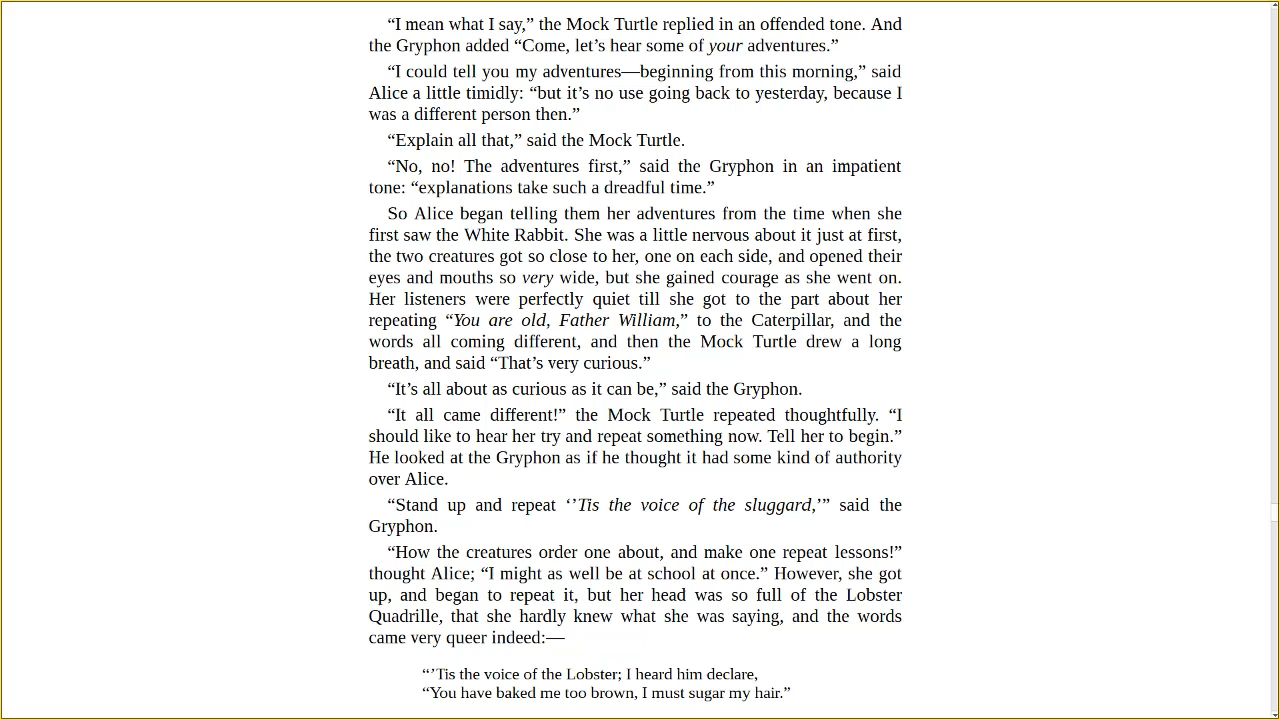 “I mean what I say,” the Mock Turtle replied in an offended tone. And
the Gryphon added “Come, let’s hear some of your adventures.”
“I could tell you my adventures—beginning from this morning,” said
Alice a little timidly: “but it’s no use going back to yesterday, because I
was a different person then.”
“Explain all that,” said the Mock Turtle.
“No, no! The adventures first,” said the Gryphon in an impatient
tone: “explanations take such a dreadful time.”
So Alice began telling them her adventures from the time when she
first saw the White Rabbit. She was a little nervous about it just at first,
the two creatures got so close to her, one on each side, and opened their
eyes and mouths so very wide, but she gained courage as she went on.
Her listeners were perfectly quiet till she got to the part about her
repeating “You are old, Father William,” to the Caterpillar, and the
words all coming different, and then the Mock Turtle drew a long
breath, and said “That’s very curious.”
“It’s all about as curious as it can be,” said the Gryphon.
“It all came different!” the Mock Turtle repeated thoughtfully. “I
should like to hear her try and repeat something now. Tell her to begin.”
He looked at the Gryphon as if he thought it had some kind of authority
over Alice.
“Stand up and repeat ‘’Tis the voice of the sluggard,’” said the
Gryphon.
“How the creatures order one about, and make one repeat lessons!”
thought Alice; “I might as well be at school at once.” However, she got
up, and began to repeat it, but her head was so full of the Lobster
Quadrille, that she hardly knew what she was saying, and the words
came very queer indeed:—
“’Tis the voice of the Lobster; I heard him declare,
“You have baked me too brown, I must sugar my hair.”